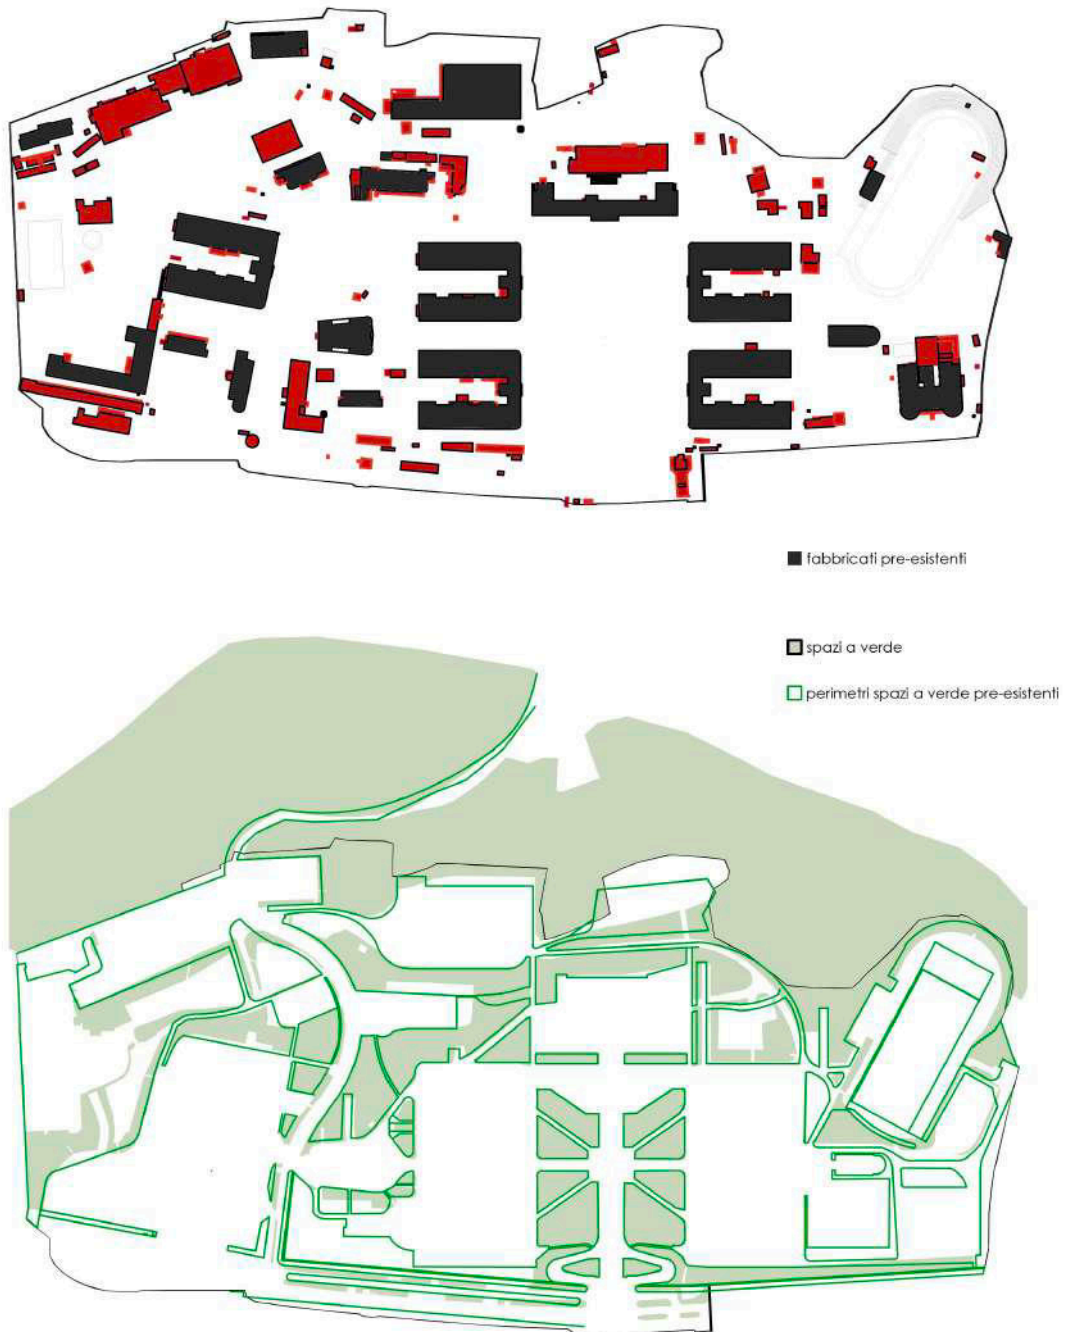 fabbricati pre-esistenti
spazi a verde
perimetri spazi a verde pre-esistenti